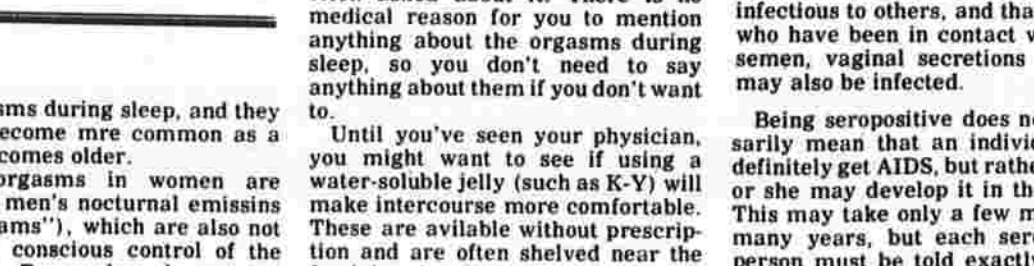 sms during sleep, and they
ecome mre common as a
comes older.
orgasms in women are
men's nocturnal emissins
ams"), which are also not
conscious control of the
medical reason for you to mention
anything about the orgasms during
sleep, so you don't need to say
anything about them if you don't want
to.
Until you've seen your physician,
you might want to see if using a
water-soluble jelly (such as K-Y) will
make intercourse more comfortable.
These are avilable without prescrip-
tion and are often shelved near the
infectious to others, and tha
who have been in contact w
semen, vaginal secretions
may also be infected.
Being seropositive does no
sarily mean that an individ
definitely get AIDS, but rathe
or she may develop it in th
This may take only a few m
many years, but each sero
person must be told exactl